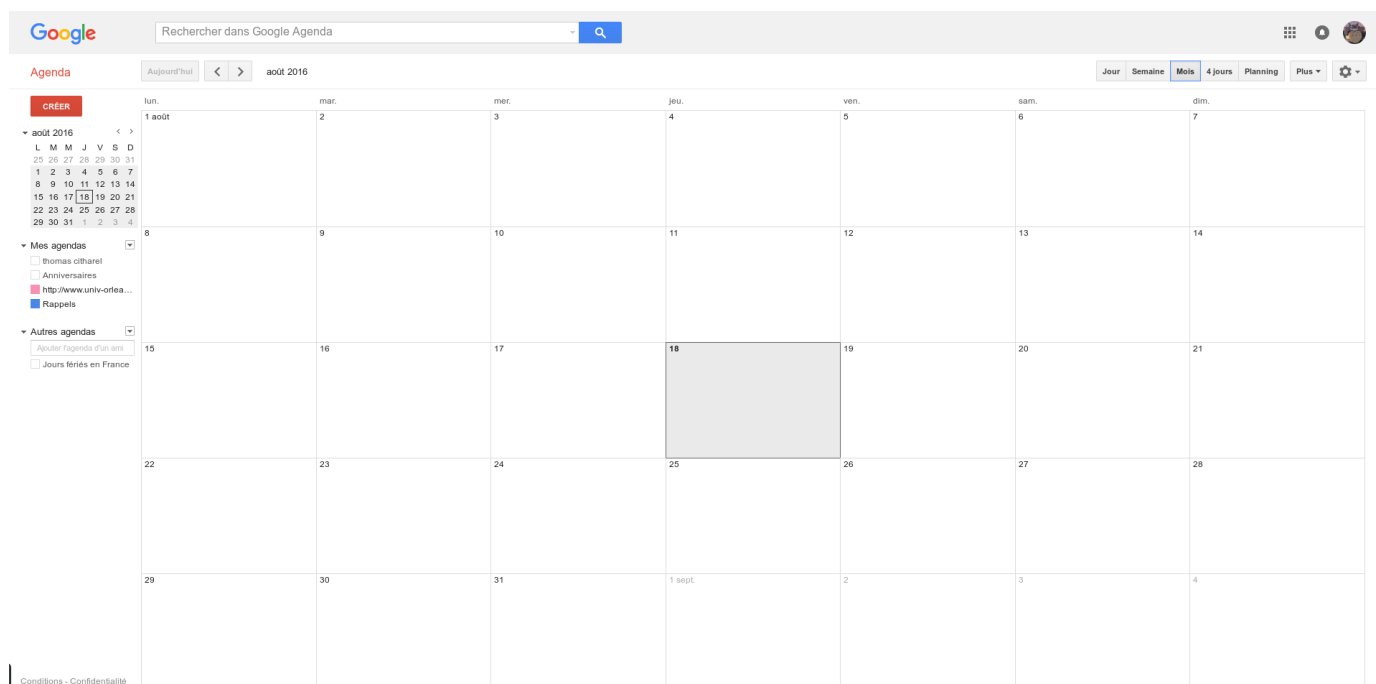 Google
Rechercher dans Google Agenda
Agenda
Aujourd'hui
août 2016
Jour Semaine Mois 4 jours Planning Plus
CRÉER
août 2016
L M M J V S D
25 26 27 28 29 30 31
1 2 3 4 5 6 7
8 9 10 11 12 13 14
15 16 17 18 19 20 21
22 23 24 25 26 27 28
29 30 31 1 2 3 4
Mes agendas
thomas citharel
Anniversaires
http://www.univ-orlea...
Rappels
Autres agendas
Ajouter l'agenda d'un ami
Jours fériés en France
Conditions - Confidentialité
lun. mar. mer. jeu. ven. sam. dim.
1 août 2 3 4 5 6 7
8 9 10 11 12 13 14
15 16 17 18 19 20 21
22 23 24 25 26 27 28
29 30 31 1 sept. 2 3 4